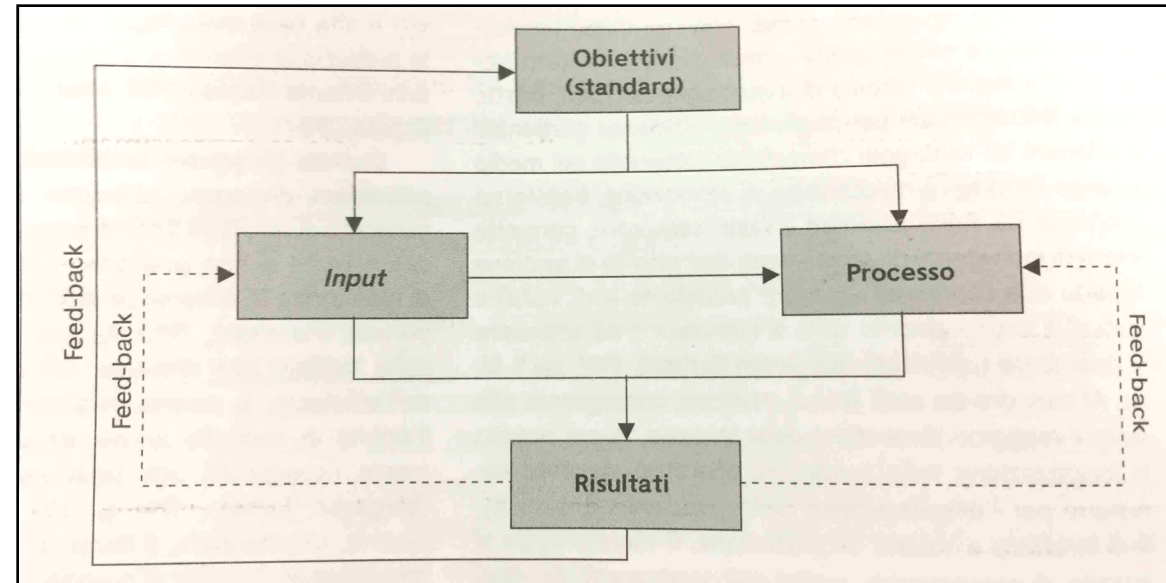 Obiettivi
(standard)
Input
Processo
Feed-back
Feed-back
Feed-back
Risultati